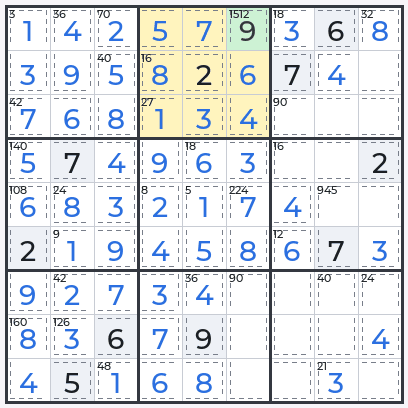 3 36 70 1512 18 32
1 4 2 5 7 9 3 6 8
40 16
3 9 5 8 2 6 7 4
42 27 90
7 6 8 1 3 4
140 18 16
5 7 4 9 6 3 2
108 24 8 5 224 945
6 8 3 2 1 7 4
9 12
2 1 9 4 5 8 6 7 3
42 36 90 40 24
9 2 7 3 4
160 126
8 3 6 7 9 4
48 21
4 5 1 6 8 3